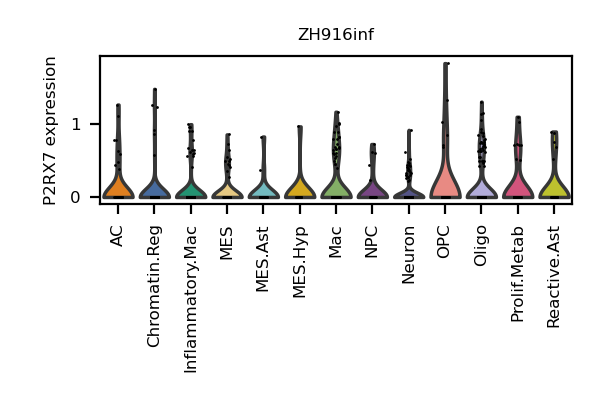 ZH916inf
P2RX7 expression
1
0
AC
Chromatin.Reg
Inflammatory.Mac
MES
MES.Ast
MES.Hyp
Mac
NPC
Neuron
OPC
Oligo
Prolif.Metab
Reactive.Ast